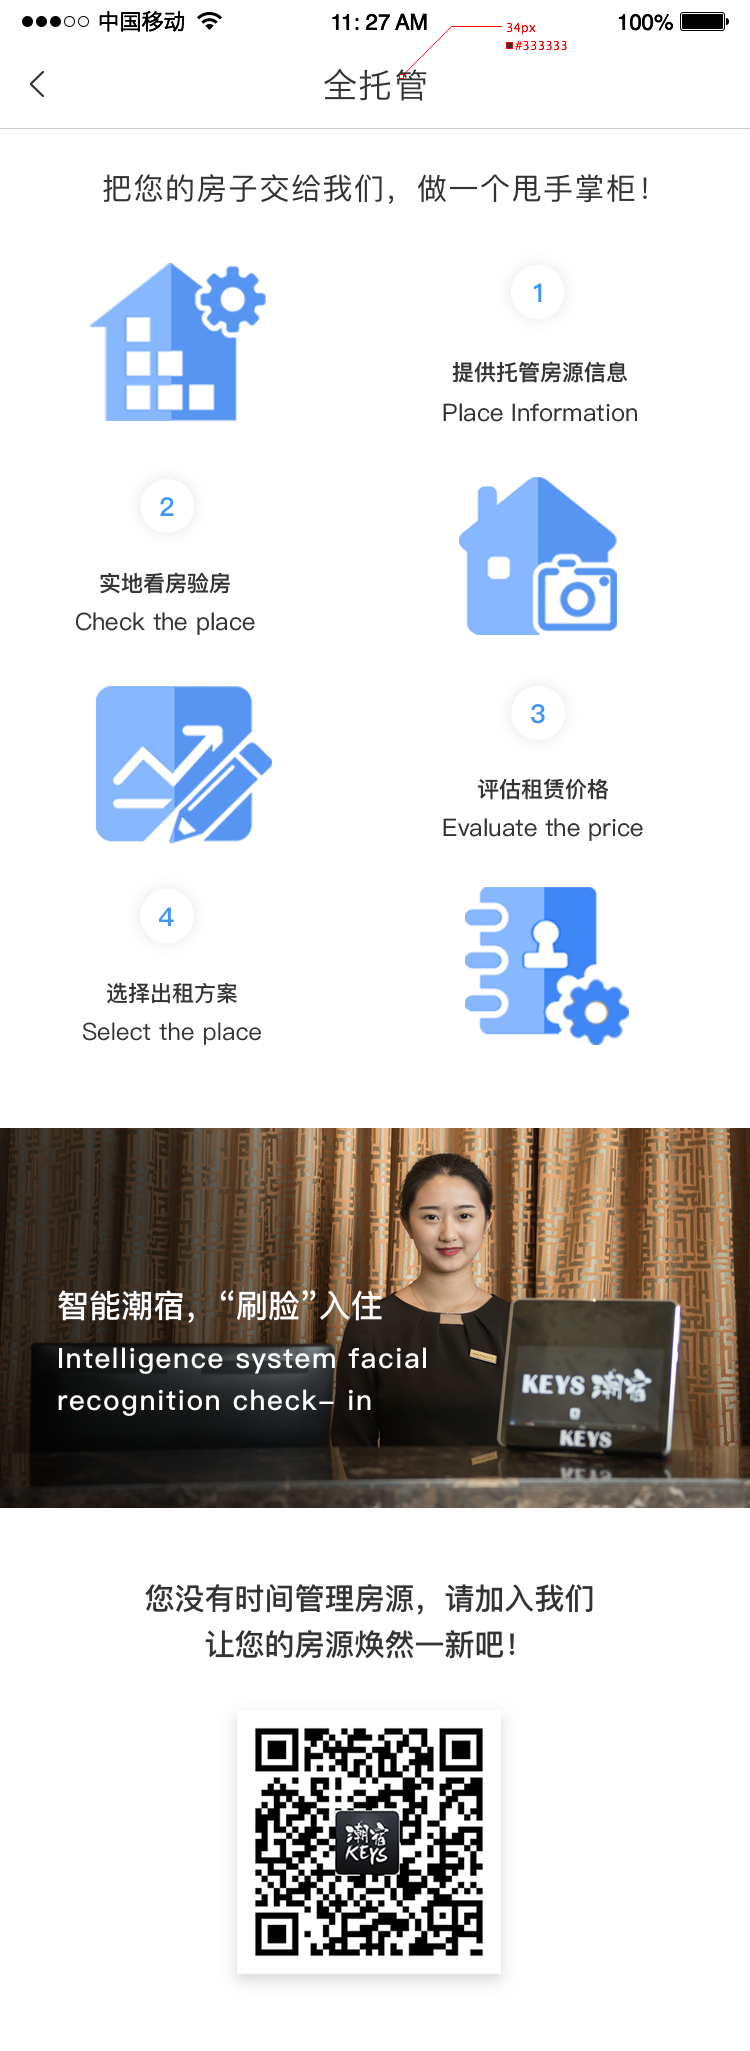 中国移动 11: 27 AM 100%
34px
#333333
全托管
把您的房子交给我们，做一个甩手掌柜！
1
提供托管房源信息
Place Information
2
实地看房验房
Check the place
3
评估租赁价格
Evaluate the price
4
选择出租方案
Select the place
智能潮宿，“刷脸”入住
Intelligence system facial
recognition check– in
KEYS 潮宿
KEYS
您没有时间管理房源，请加入我们
让您的房源焕然一新吧！
潮宿
KEYS